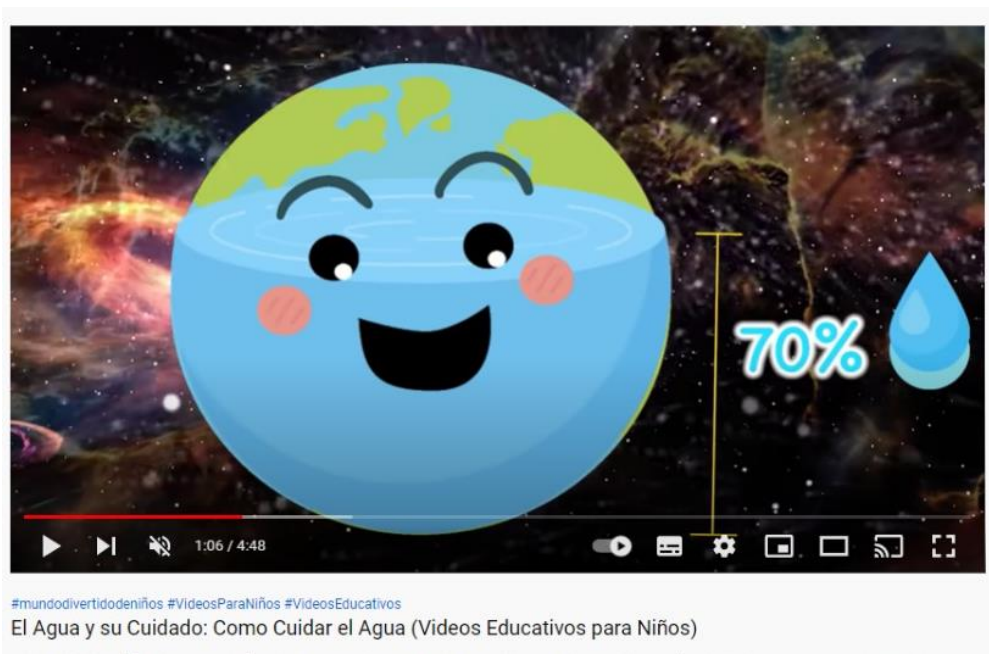 70%
1:06 / 4:48
#mundodivertidodeniños #VideosParaNiños #VideosEducativos
El Agua y su Cuidado: Como Cuidar el Agua (Videos Educativos para Niños)